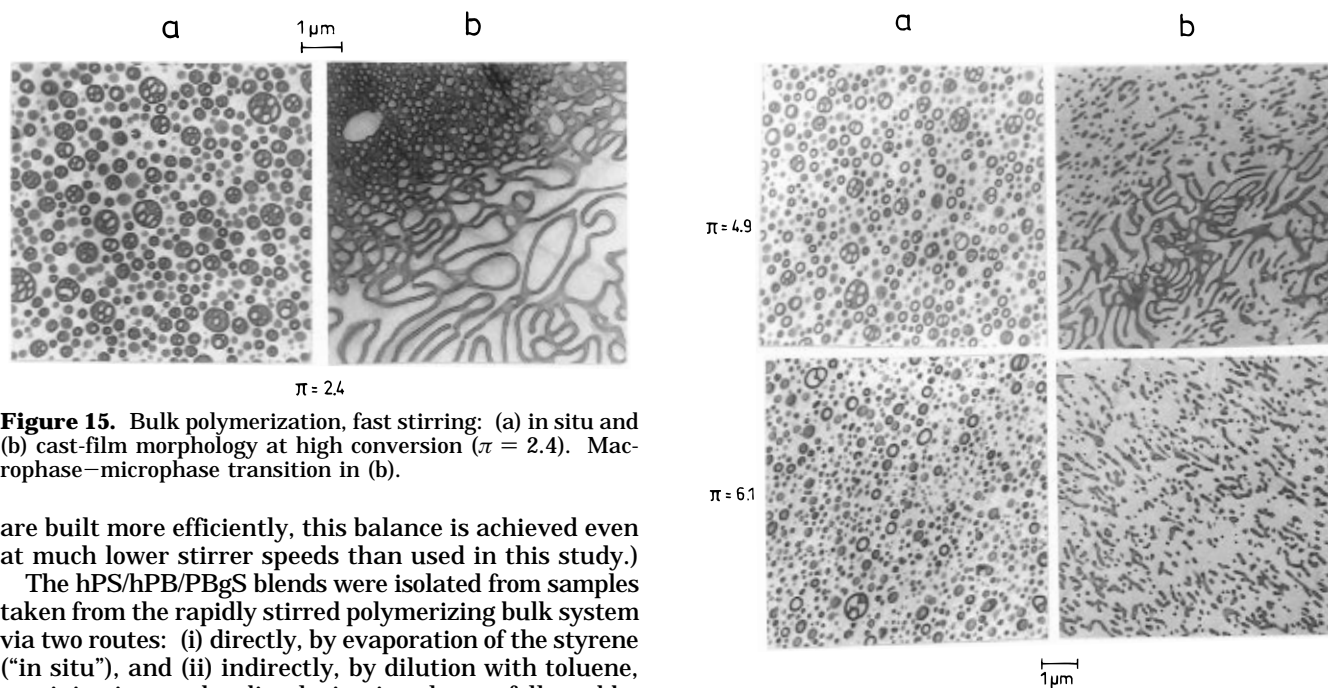 a
1 μm
b
π = 2.4
Figure 15. Bulk polymerization, fast stirring: (a) in situ and
(b) cast-film morphology at high conversion (π = 2.4). Mac-
rophase−microphase transition in (b).
are built more efficiently, this balance is achieved even
at much lower stirrer speeds than used in this study.)
The hPS/hPB/PBgS blends were isolated from samples
taken from the rapidly stirred polymerizing bulk system
via two routes: (i) directly, by evaporation of the styrene
(“in situ”), and (ii) indirectly, by dilution with toluene,
a
b
π = 4.9
π = 6.1
1μm